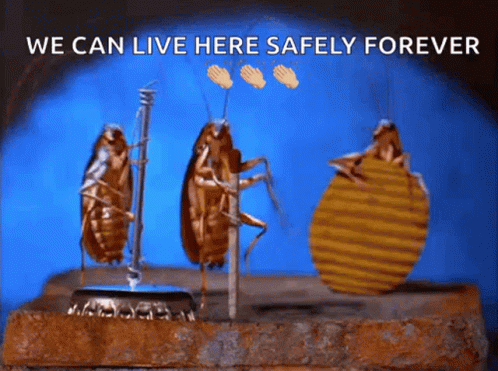 WE CAN LIVE HERE SAFELY FOREVER
👏🏼👏🏼👏🏼